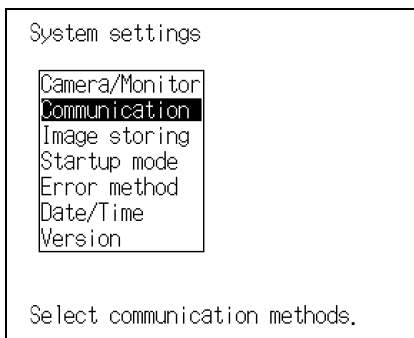 System settings
Camera/Monitor
Communication
Image storing
Startup mode
Error method
Date/Time
Version
Select communication methods.